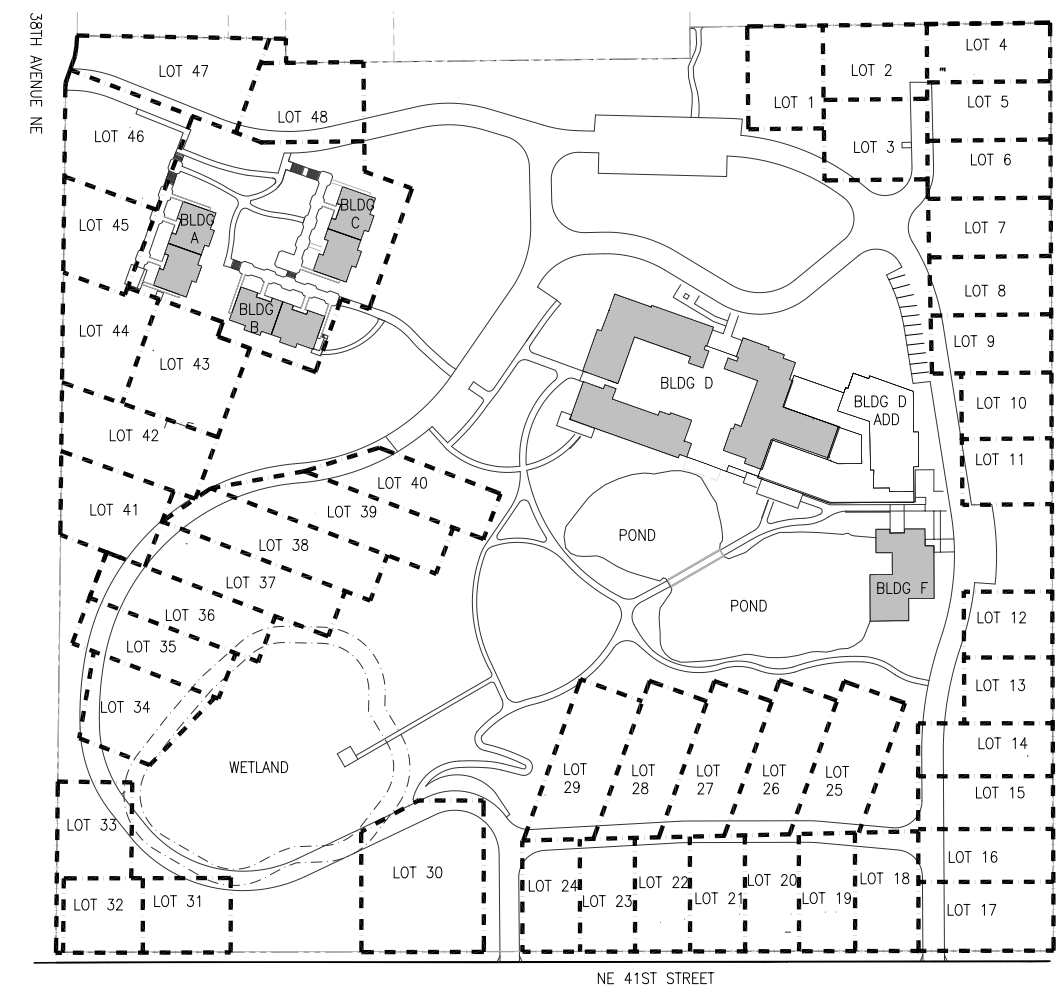 38TH AVENUE NE
LOT 47
LOT 48
LOT 1
LOT 2
LOT 3
LOT 4
LOT 5
LOT 6
LOT 7
LOT 8
LOT 9
LOT 10
LOT 11
LOT 46
LOT 45
LOT 44
LOT 43
LOT 42
LOT 41
BLDG
A
BLDG
B
BLDG
C
BLDG D
BLDG D
ADD
LOT 40
LOT 39
LOT 38
LOT 37
LOT 36
LOT 35
LOT 34
POND
POND
BLDG F
LOT 12
LOT 13
LOT 14
LOT 15
LOT 16
LOT 17
WETLAND
LOT
29
LOT
28
LOT
27
LOT
26
LOT
25
LOT 33
LOT 32
LOT 31
LOT 30
LOT 24
LOT 23
LOT 22
LOT 21
LOT 20
LOT 19
LOT 18
NE 41ST STREET